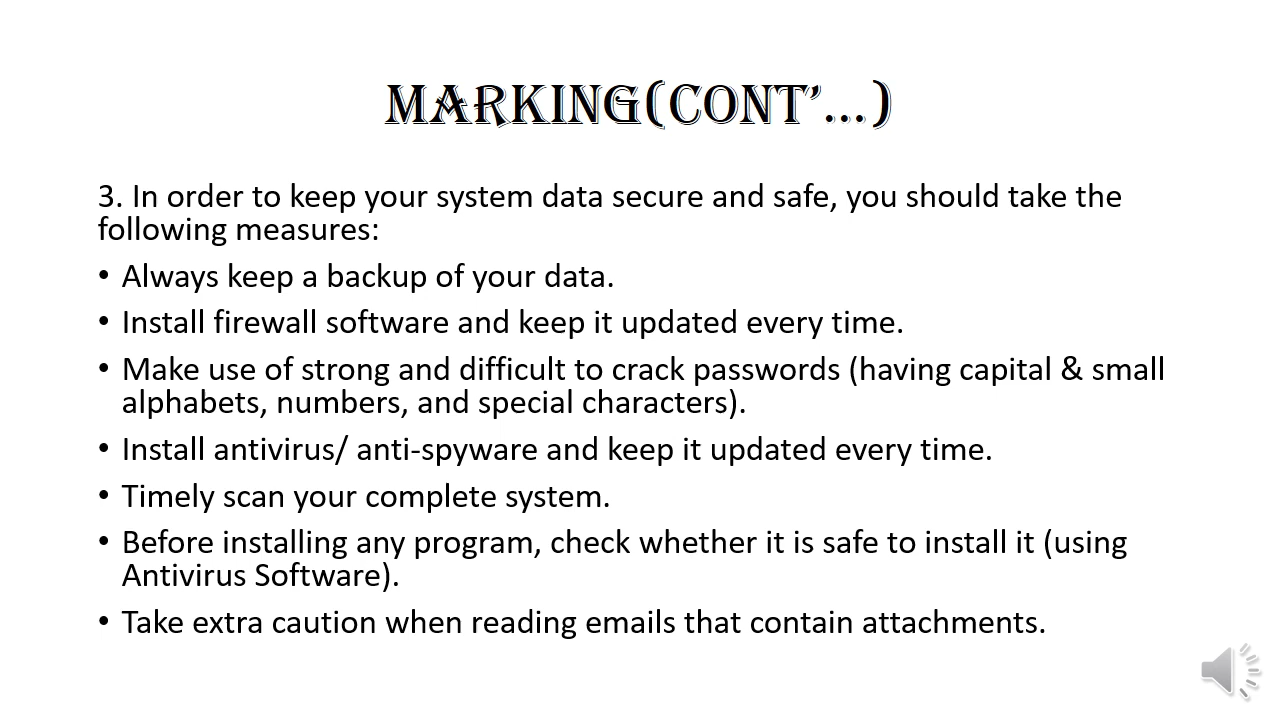 MARKING(CONT’...)
3. In order to keep your system data secure and safe, you should take the
following measures:
• Always keep a backup of your data.
• Install firewall software and keep it updated every time.
• Make use of strong and difficult to crack passwords (having capital & small
alphabets, numbers, and special characters).
• Install antivirus/ anti-spyware and keep it updated every time.
• Timely scan your complete system.
• Before installing any program, check whether it is safe to install it (using
Antivirus Software).
• Take extra caution when reading emails that contain attachments.